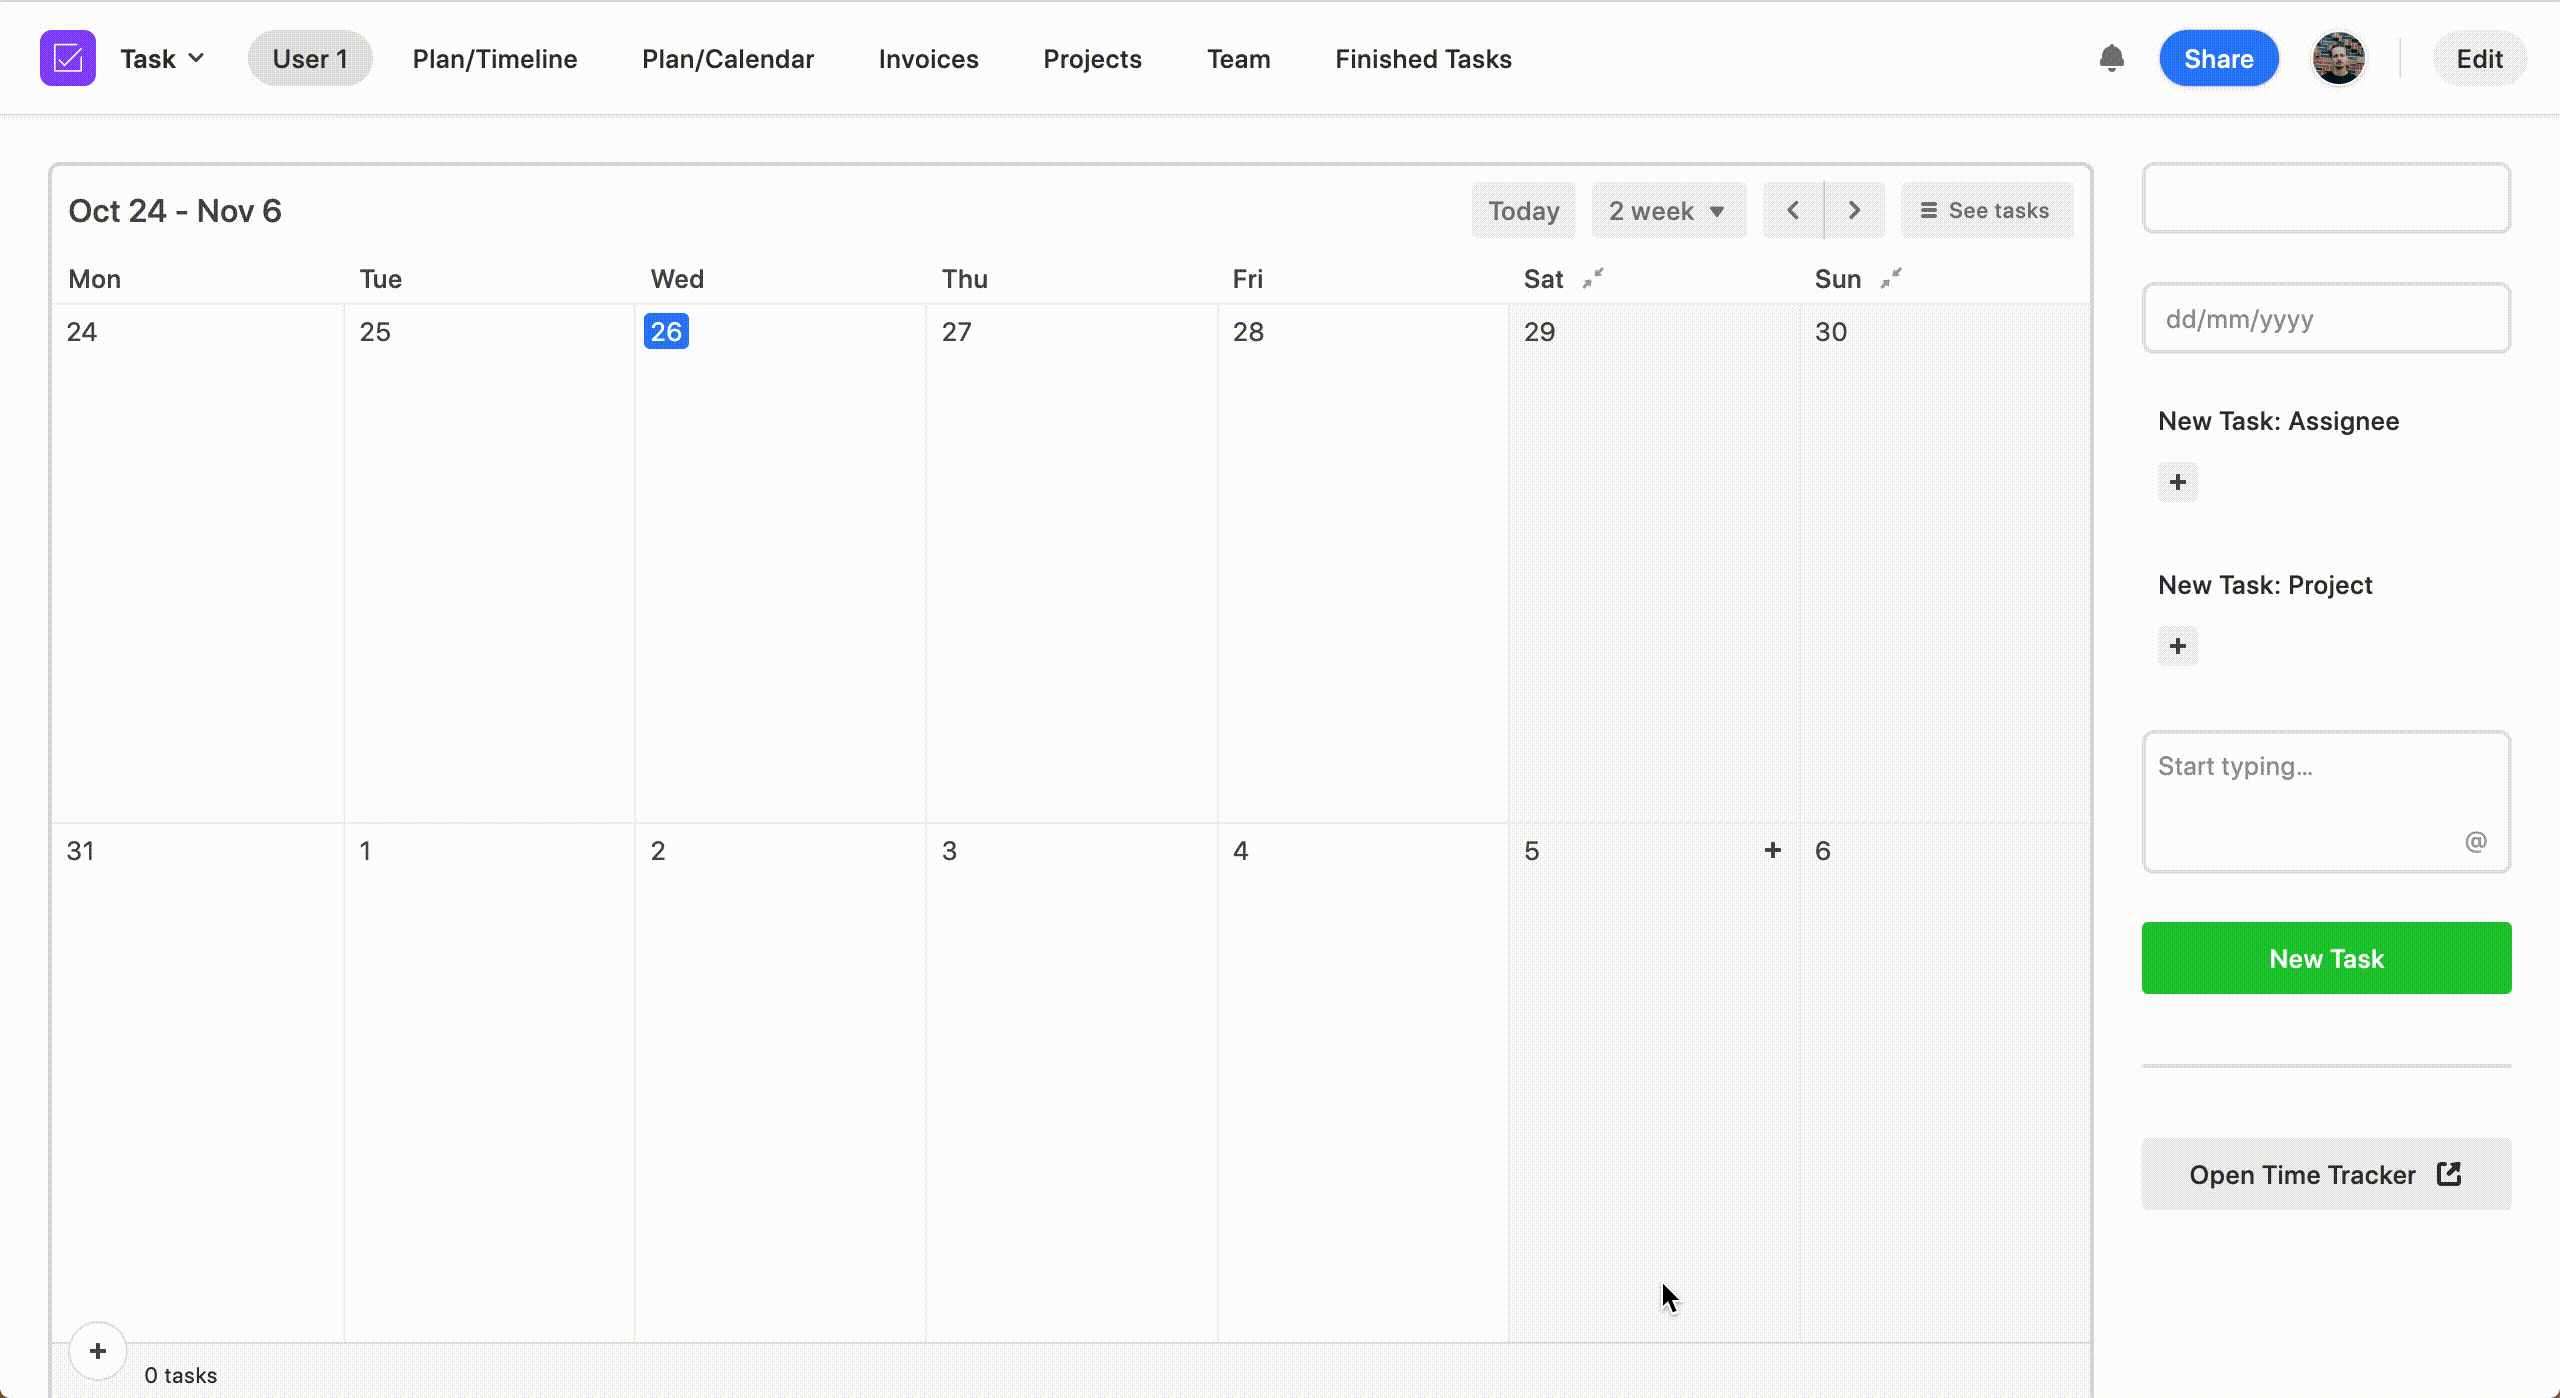 Task User 1 Plan/Timeline Plan/Calendar Invoices Projects Team Finished Tasks Share Edit
Oct 24 - Nov 6 Today 2 week See tasks
Mon Tue Wed Thu Fri Sat Sun
24 25 26 27 28 29 30
31 1 2 3 4 5 + 6
+ 0 tasks
dd/mm/yyyy
New Task: Assignee
+
New Task: Project
+
Start typing...
@
New Task
Open Time Tracker